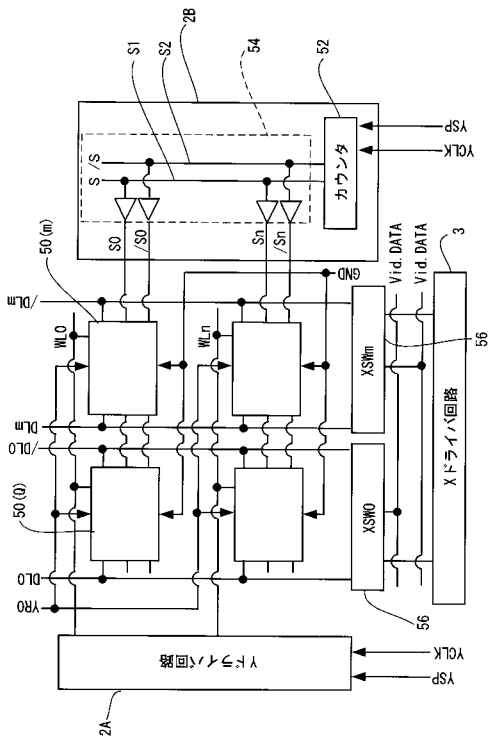 S1
S2
2B
54
52
S /S
カウンタ
YSP
YCLK
S0
/S0
Sn
/Sn
50(m)
/DLm
WL0
WLn
GND
Vid.DATA
Vid.DATA
3
XSWm
56
DLm
/DL0
50(Q)
DL0
YR0
XSW0
56
Xドライバ回路
Yドライバ回路
2A
YCLK
YSP